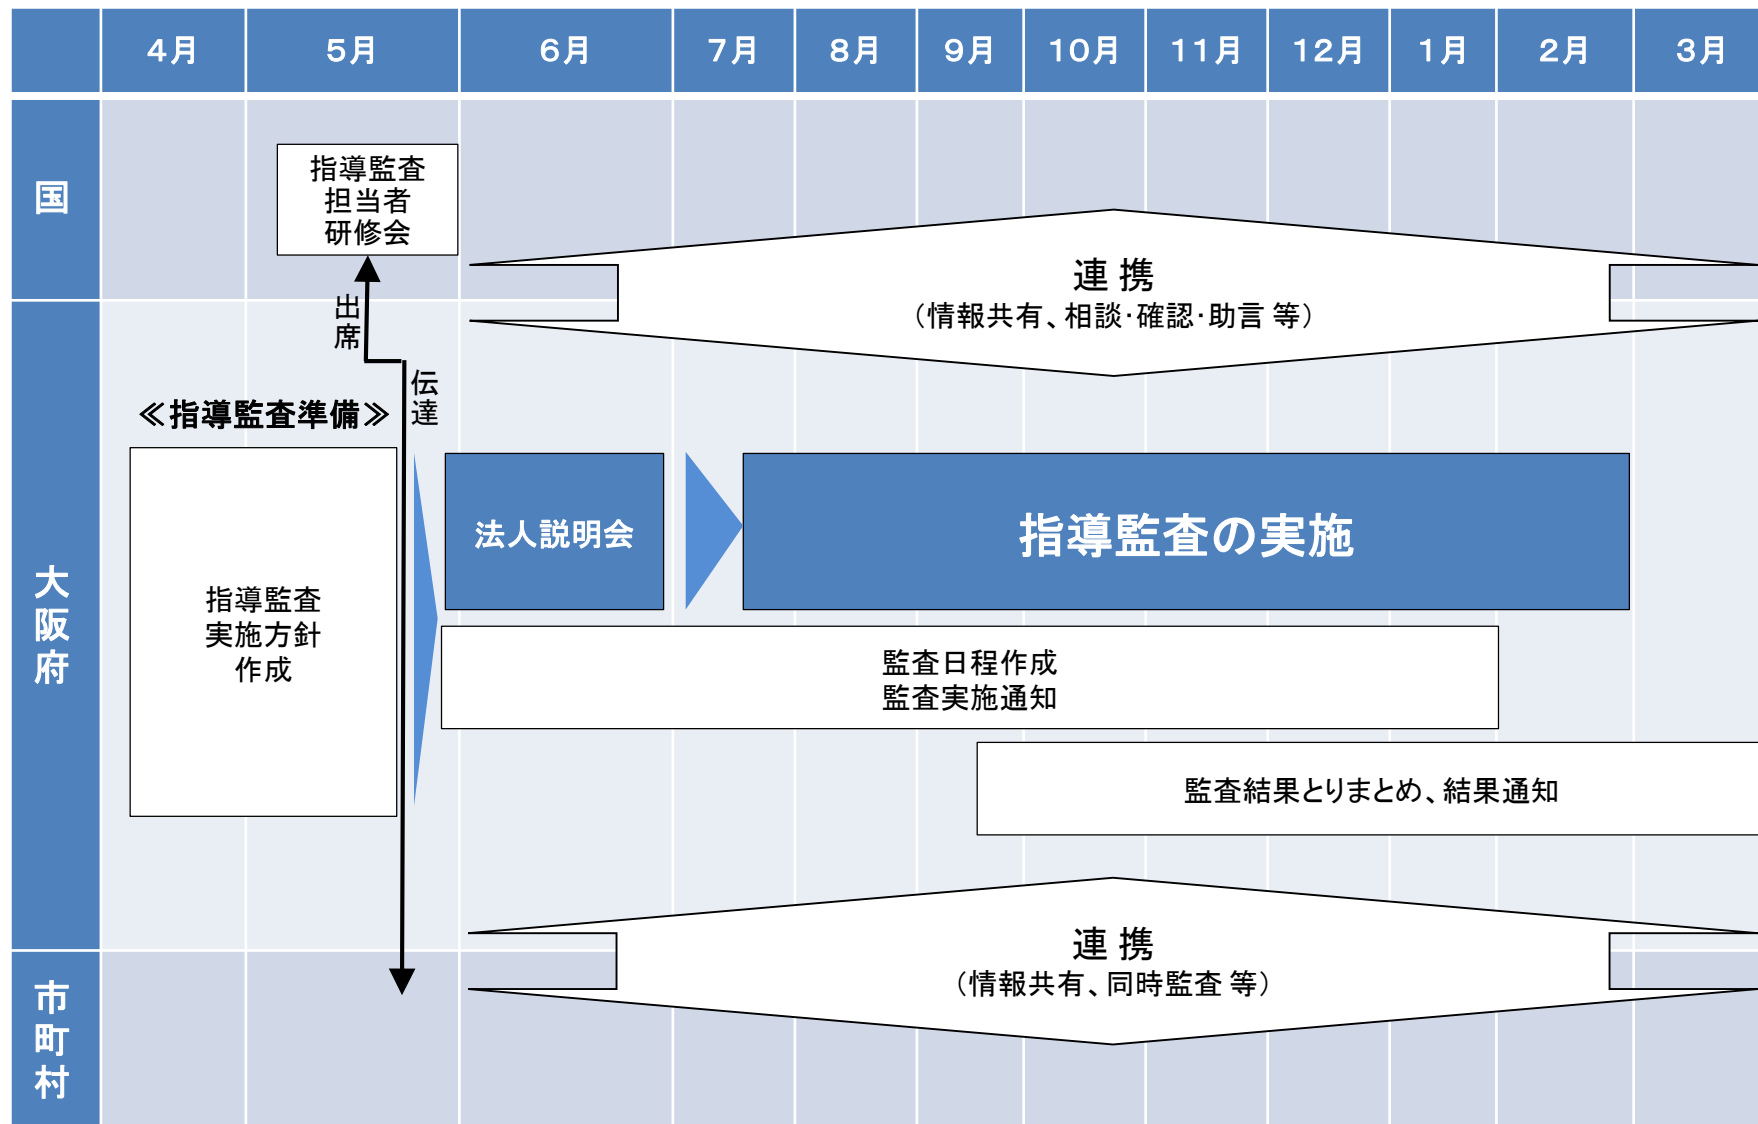 4月
5月
6月
7月
8月
9月
10月
11月
12月
1月
2月
3月
国
指導監査
担当者
研修会
連 携
（情報共有、相談・確認・助言 等）
出席
伝達
大阪府
≪指導監査準備≫
指導監査
実施方針
作成
法人説明会
指導監査の実施
監査日程作成
監査実施通知
監査結果とりまとめ、結果通知
連 携
（情報共有、同時監査 等）
市町村